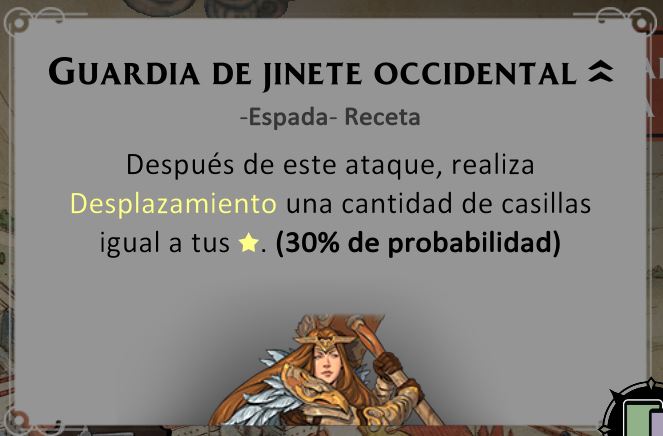 GUARDIA DE JINETE OCCIDENTAL
-Espada- Receta
Después de este ataque, realiza
Desplazamiento una cantidad de casillas
igual a tus ★. (30% de probabilidad)